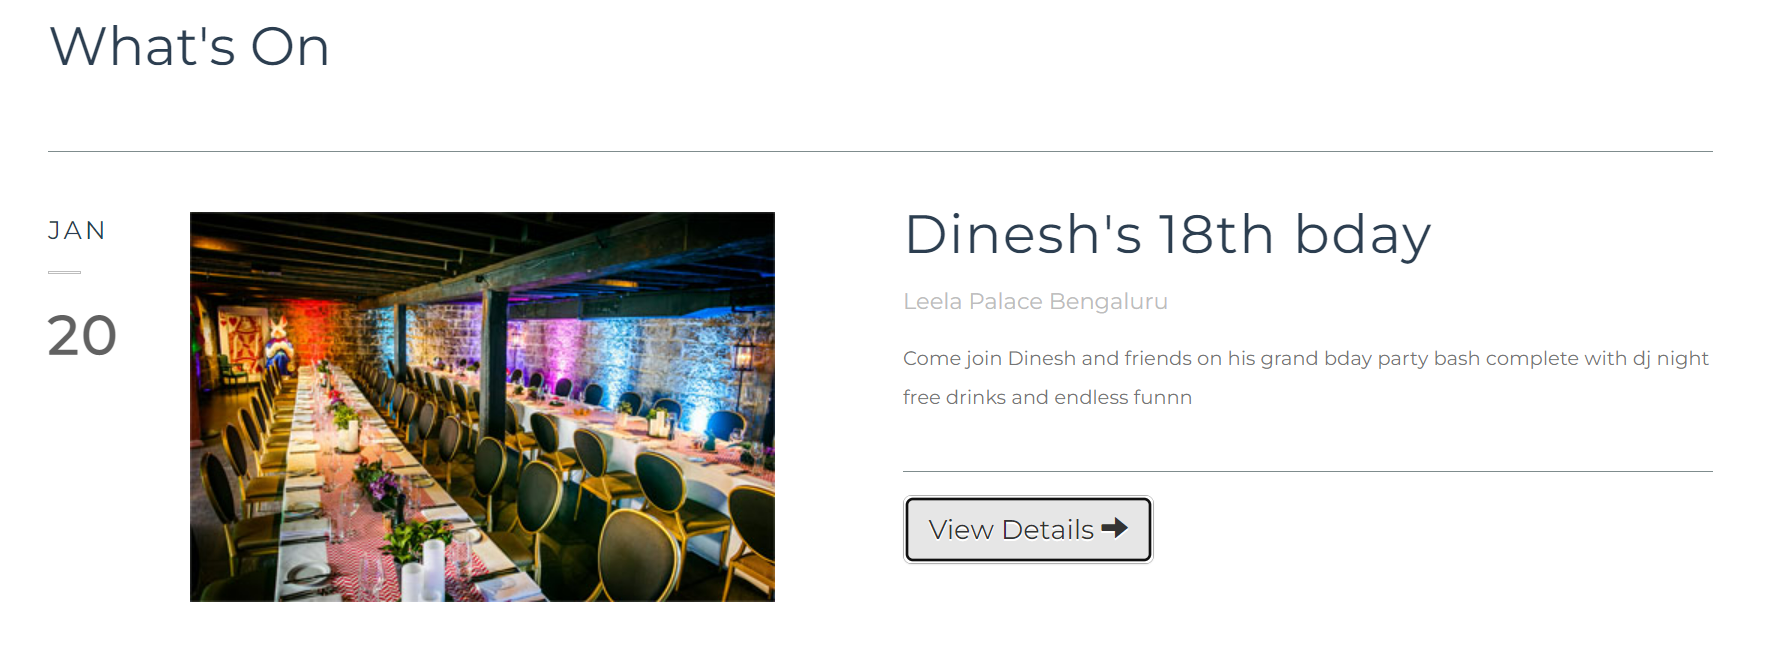 What's On
JAN
20
Dinesh's 18th bday
Leela Palace Bengaluru
Come join Dinesh and friends on his grand bday party bash complete with dj night
free drinks and endless funnn
View Details